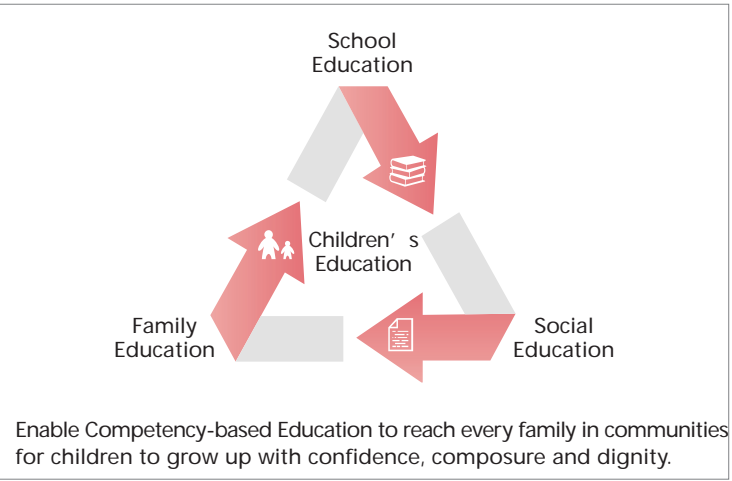 School
Education
Children’ s
Education
Family
Education
Social
Education
Enable Competency-based Education to reach every family in communities
for children to grow up with confidence, composure and dignity.